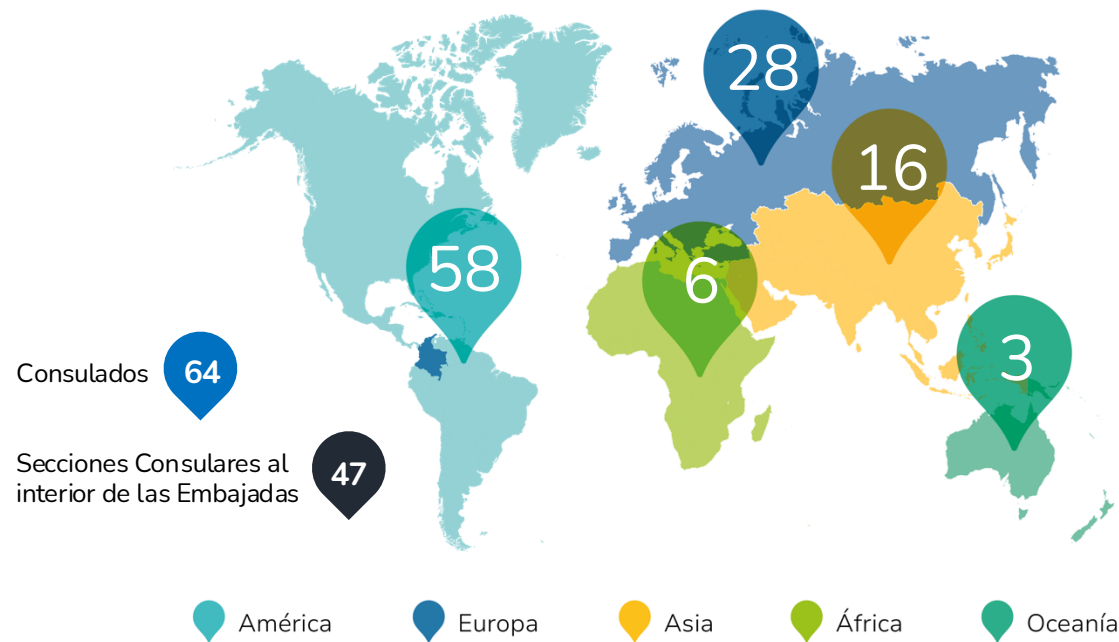 28
16
58
6
3
Consulados 64
Secciones Consulares al
interior de las Embajadas 47
América Europa Asia África Oceanía